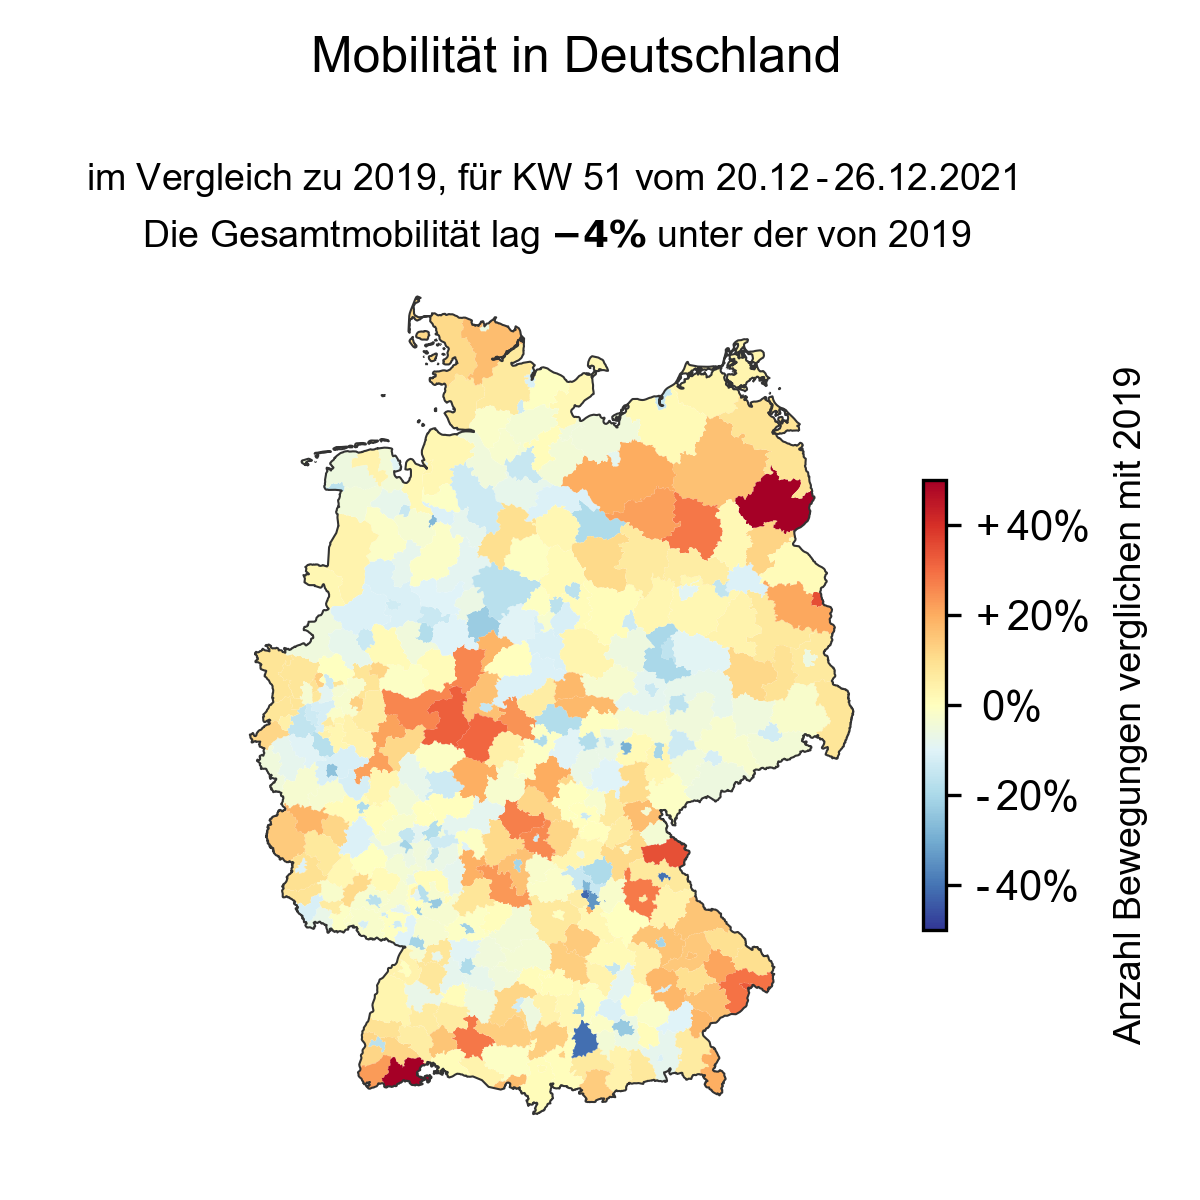 Mobilität in Deutschland
im Vergleich zu 2019, für KW 51 vom 20.12 - 26.12.2021
Die Gesamtmobilität lag −4% unter der von 2019
+40%
+20%
0%
-20%
-40%
Anzahl Bewegungen verglichen mit 2019